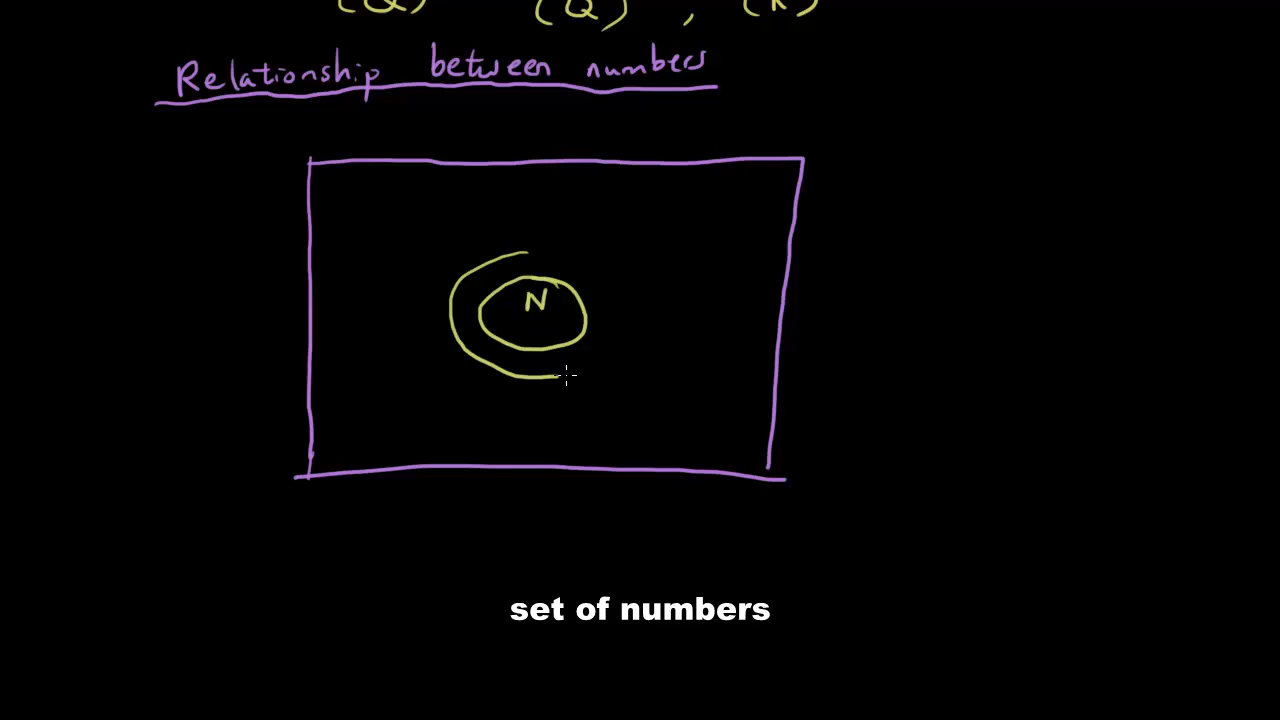 (Q) (Q) , (R)
Relationship between numbers
N
set of numbers